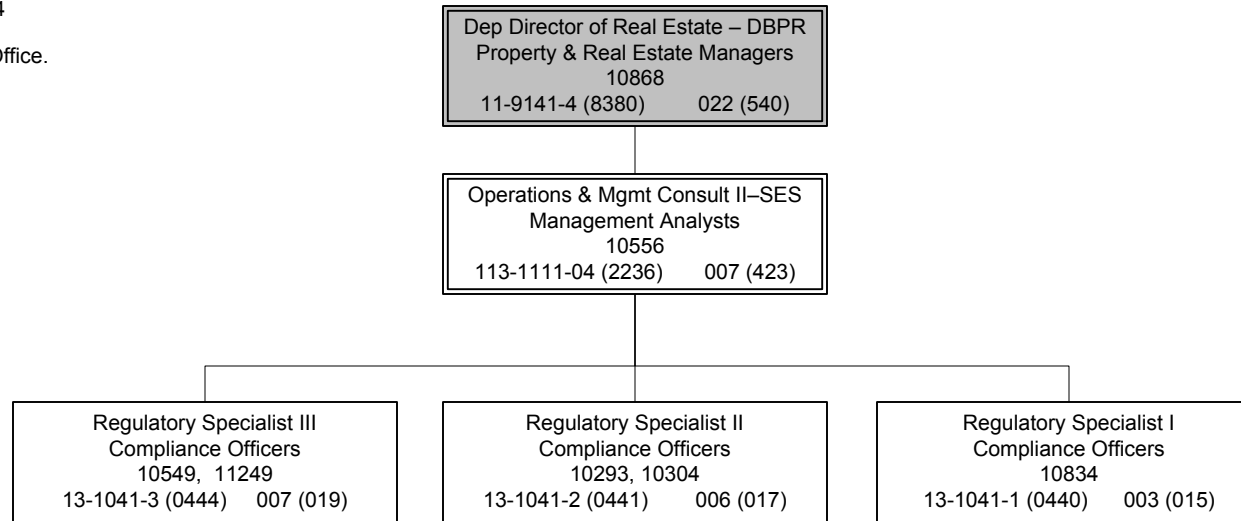 4
Office.
Dep Director of Real Estate – DBPR
Property & Real Estate Managers
10868
11-9141-4 (8380) 022 (540)
Operations & Mgmt Consult II–SES
Management Analysts
10556
113-1111-04 (2236) 007 (423)
Regulatory Specialist III
Compliance Officers
10549, 11249
13-1041-3 (0444) 007 (019)
Regulatory Specialist II
Compliance Officers
10293, 10304
13-1041-2 (0441) 006 (017)
Regulatory Specialist I
Compliance Officers
10834
13-1041-1 (0440) 003 (015)